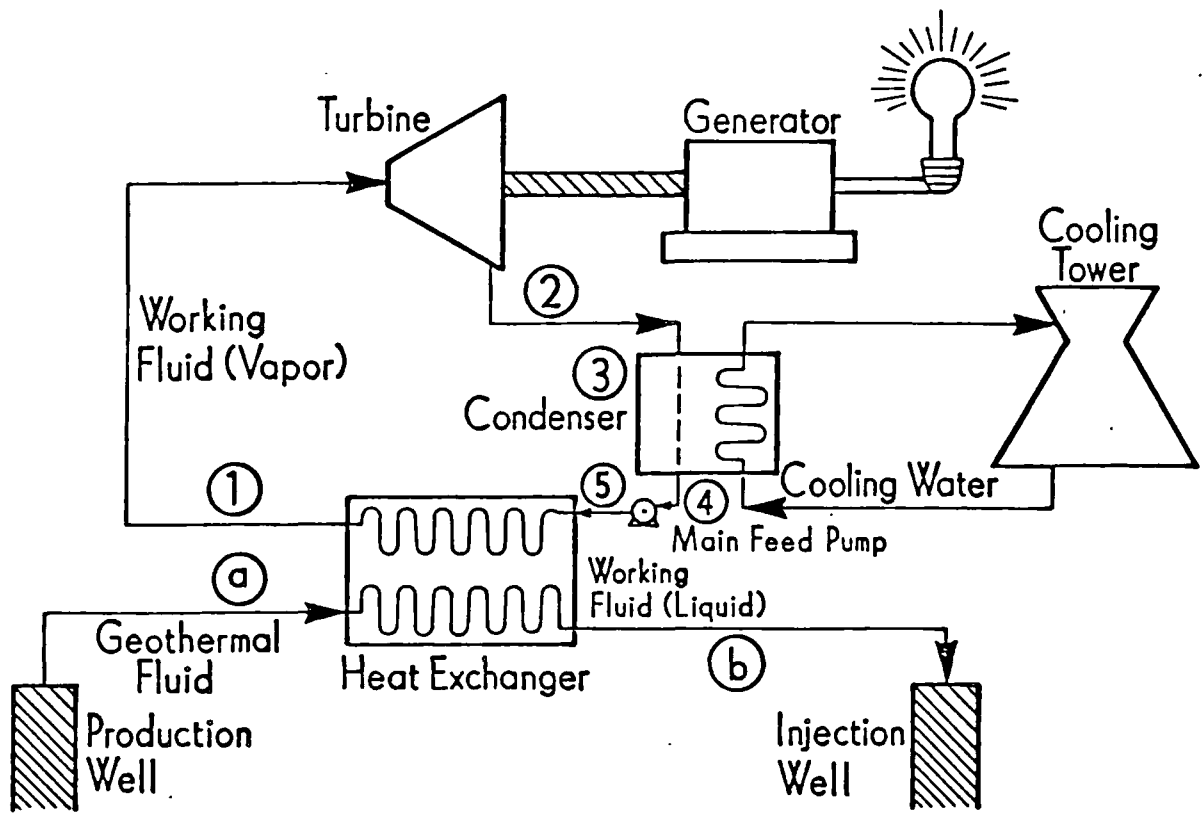 Turbine
Generator
Cooling
Tower
2
Working
Fluid (Vapor)
3
Condenser
1
5
4
Cooling Water
Main Feed Pump
a
Working
Fluid (Liquid)
Geothermal
Fluid
Heat Exchanger
b
Production
Well
Injection
Well